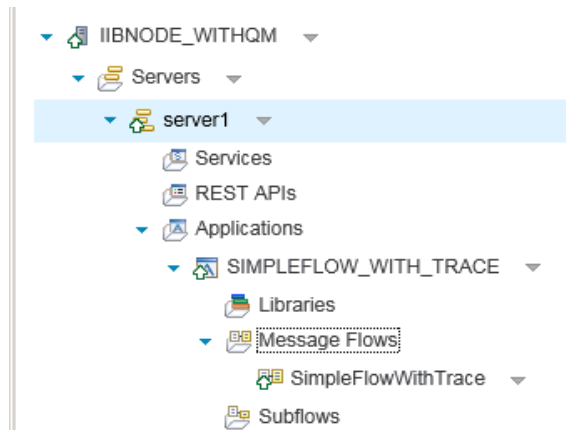 IIBNODE_WITHQM
Servers
server1
Services
REST APIs
Applications
SIMPLEFLOW_WITH_TRACE
Libraries
Message Flows
SimpleFlowWithTrace
Subflows